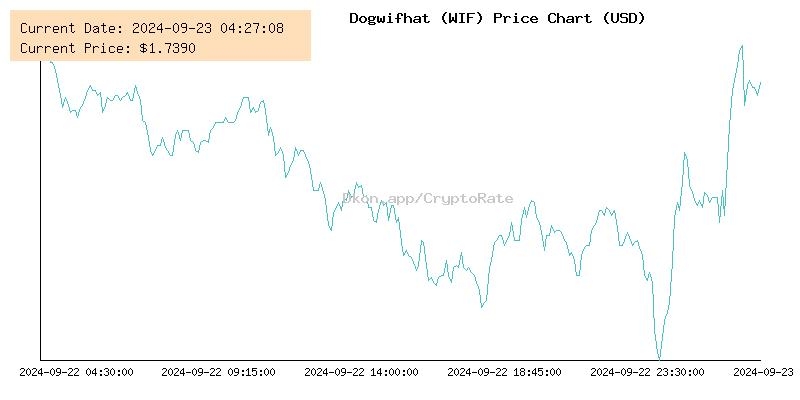 Dogwifhat (WIF) Price Chart (USD)
Current Date: 2024-09-23 04:27:08
Current Price: $1.7390
Dkon.app/CryptoRate
2024-09-22 04:30:00 2024-09-22 09:15:00 2024-09-22 14:00:00 2024-09-22 18:45:00 2024-09-22 23:30:00 2024-09-23